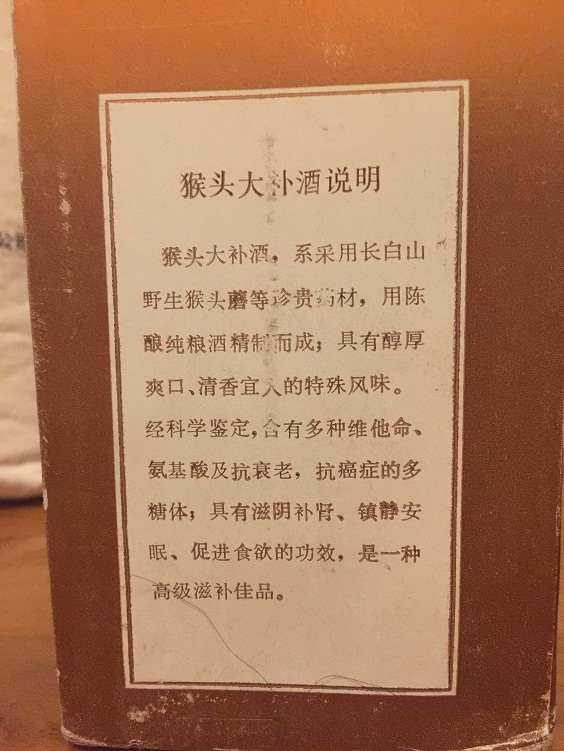 猴头大补酒说明
猴头大补酒，系采用长白山
野生猴头蘑等珍贵药材，用陈
酿纯粮酒精制而成；具有醇厚
爽口、清香宜人的特殊风味。
经科学鉴定，含有多种维他命、
氨基酸及抗衰老，抗癌症的多
糖体；具有滋阴补肾、镇静安
眠、促进食欲的功效，是一种
高级滋补佳品。